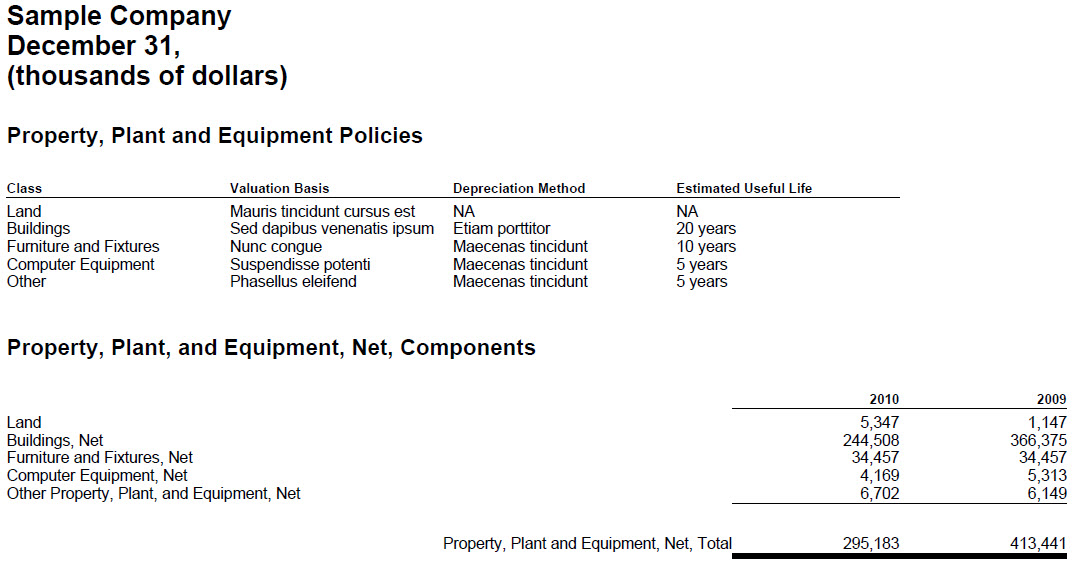 Sample Company
December 31,
(thousands of dollars)
Property, Plant and Equipment Policies
Class Valuation Basis Depreciation Method Estimated Useful Life
Land Mauris tincidunt cursus est NA NA
Buildings Sed dapibus venenatis ipsum Etiam porttitor 20 years
Furniture and Fixtures Nunc congue Maecenas tincidunt 10 years
Computer Equipment Suspendisse potenti Maecenas tincidunt 5 years
Other Phasellus eleifend Maecenas tincidunt 5 years
Property, Plant, and Equipment, Net, Components
2010 2009
Land 5,347 1,147
Buildings, Net 244,508 366,375
Furniture and Fixtures, Net 34,457 34,457
Computer Equipment, Net 4,169 5,313
Other Property, Plant, and Equipment, Net 6,702 6,149
Property, Plant and Equipment, Net, Total 295,183 413,441